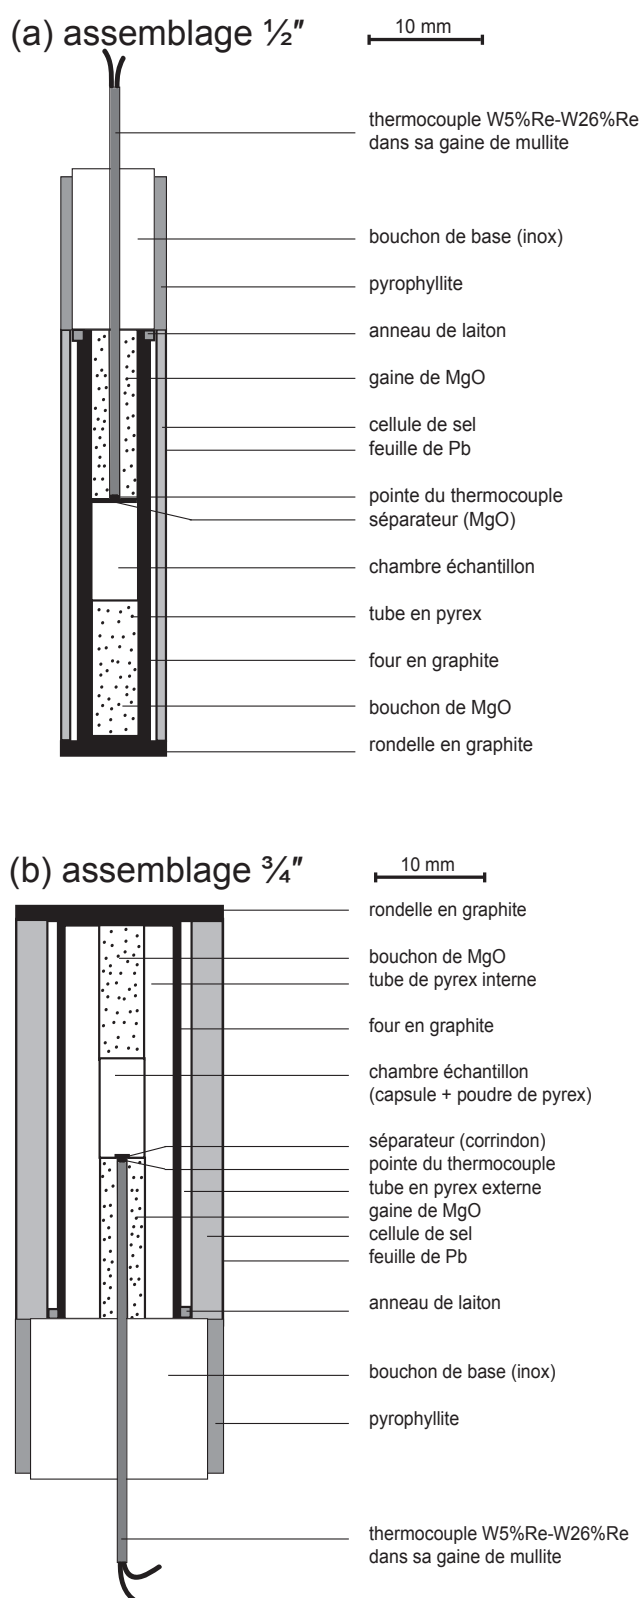 (a) assemblage ½″
10 mm
thermocouple W5%Re-W26%Re
dans sa gaine de mullite
bouchon de base (inox)
pyrophyllite
anneau de laiton
gaine de MgO
cellule de sel
feuille de Pb
pointe du thermocouple
séparateur (MgO)
chambre échantillon
tube en pyrex
four en graphite
bouchon de MgO
rondelle en graphite
(b) assemblage ¾″
10 mm
rondelle en graphite
bouchon de MgO
tube de pyrex interne
four en graphite
chambre échantillon
(capsule + poudre de pyrex)
séparateur (corrindon)
pointe du thermocouple
tube en pyrex externe
gaine de MgO
cellule de sel
feuille de Pb
anneau de laiton
bouchon de base (inox)
pyrophyllite
thermocouple W5%Re-W26%Re
dans sa gaine de mullite